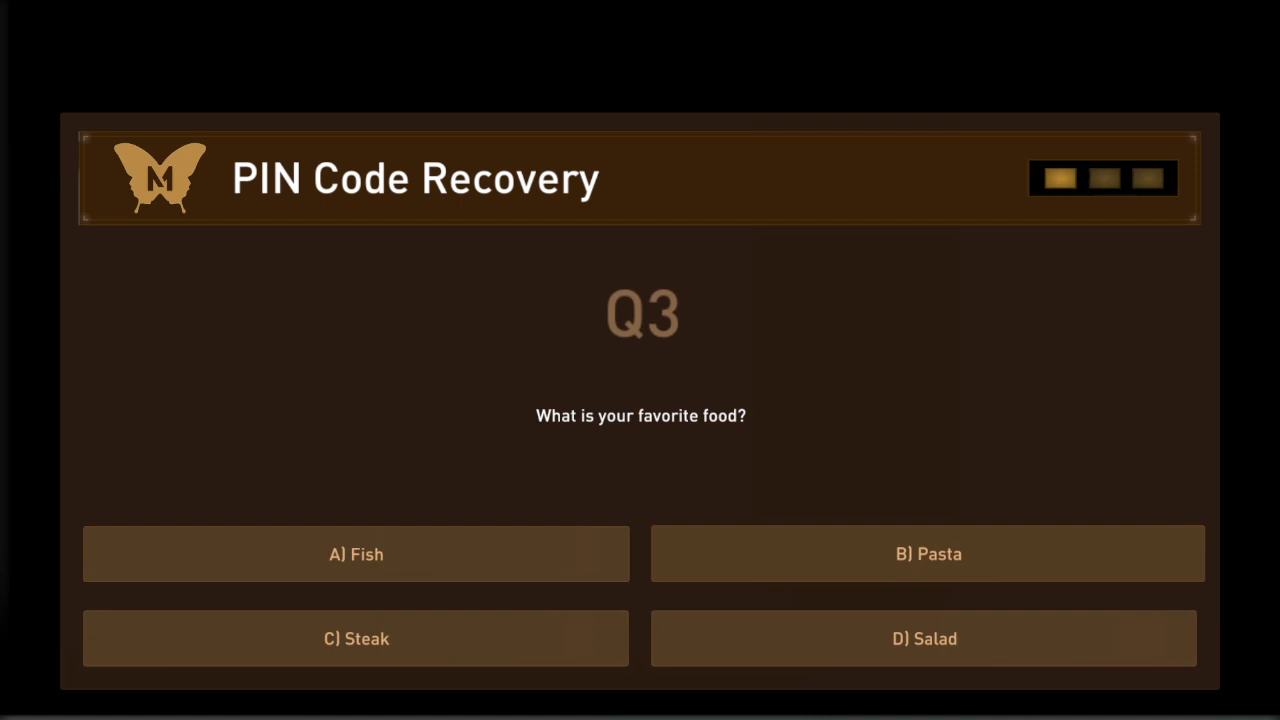 M
PIN Code Recovery
Q3
What is your favorite food?
A) Fish
B) Pasta
C) Steak
D) Salad